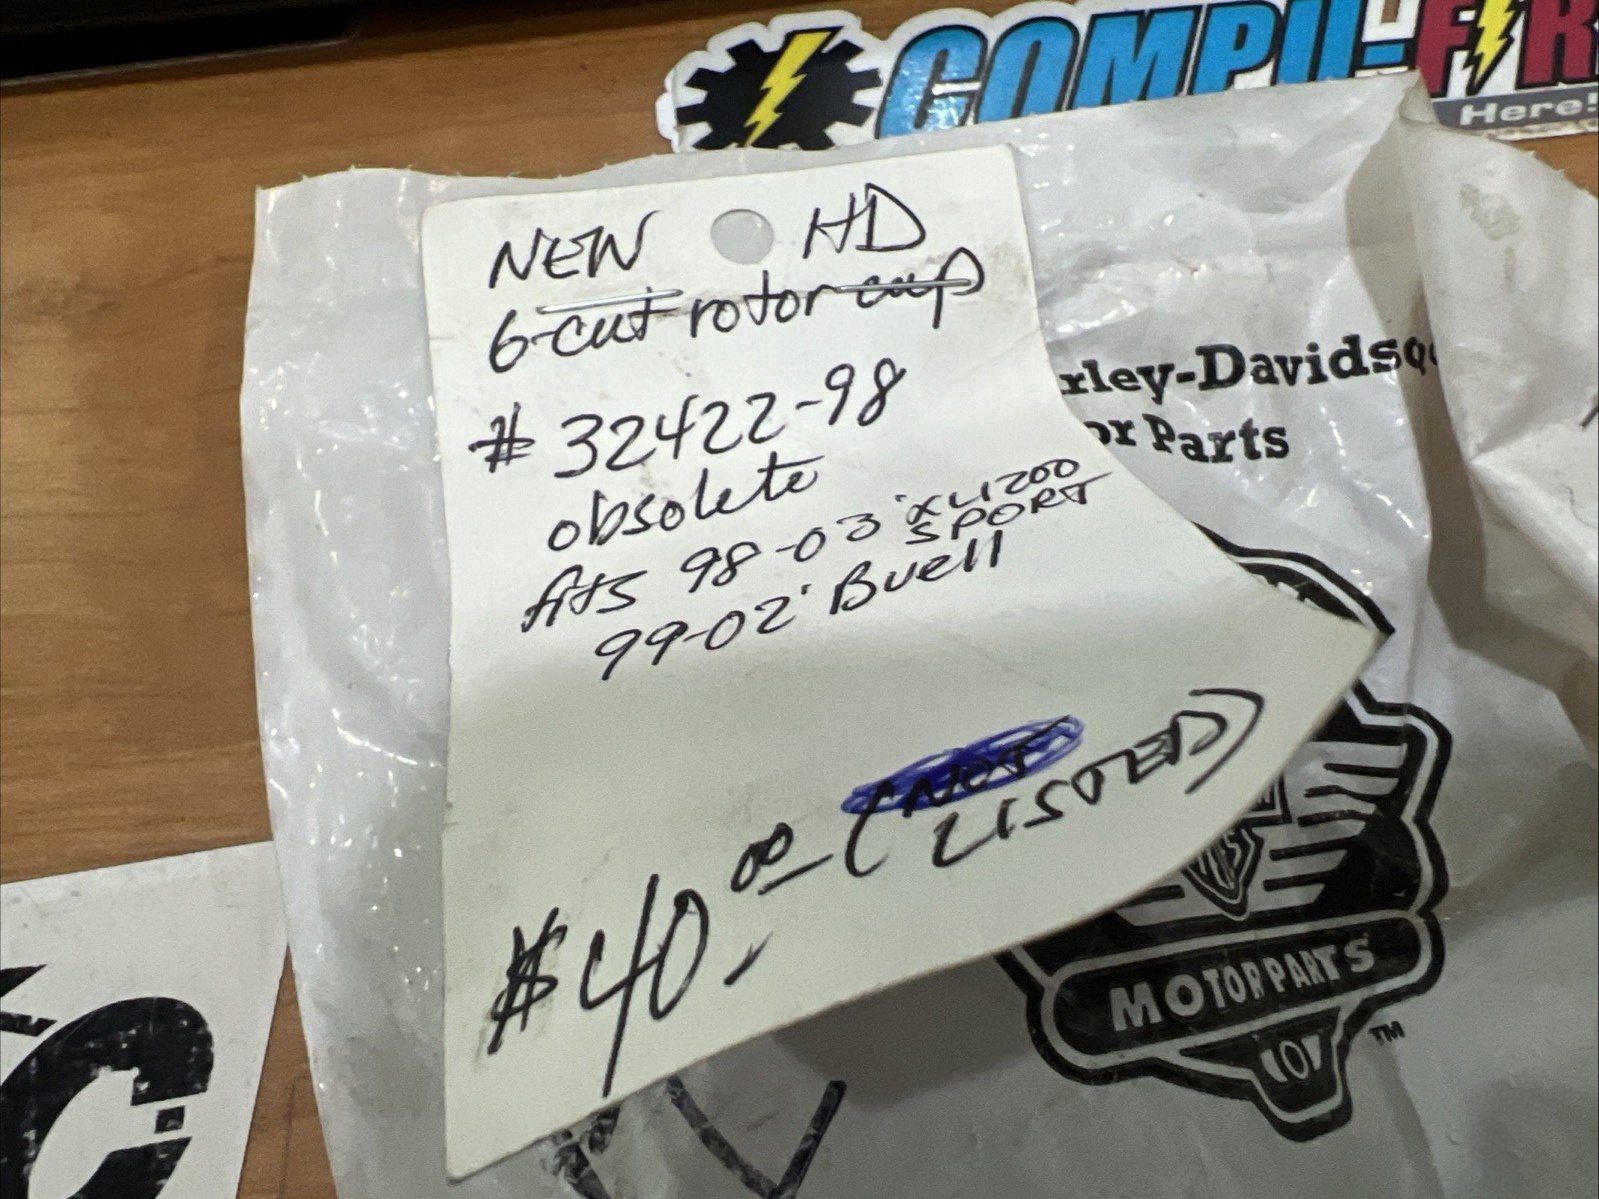 COMPU-FIR
Here!
NEW HD
6-cut rotor cup
# 32422-98
obsolete
fits 98-03' XL1200
SPORT
99-02' Buell
(NOT
LISTED)
$40.00
rley-Davidso
or Parts
MOTORPARTS
TM